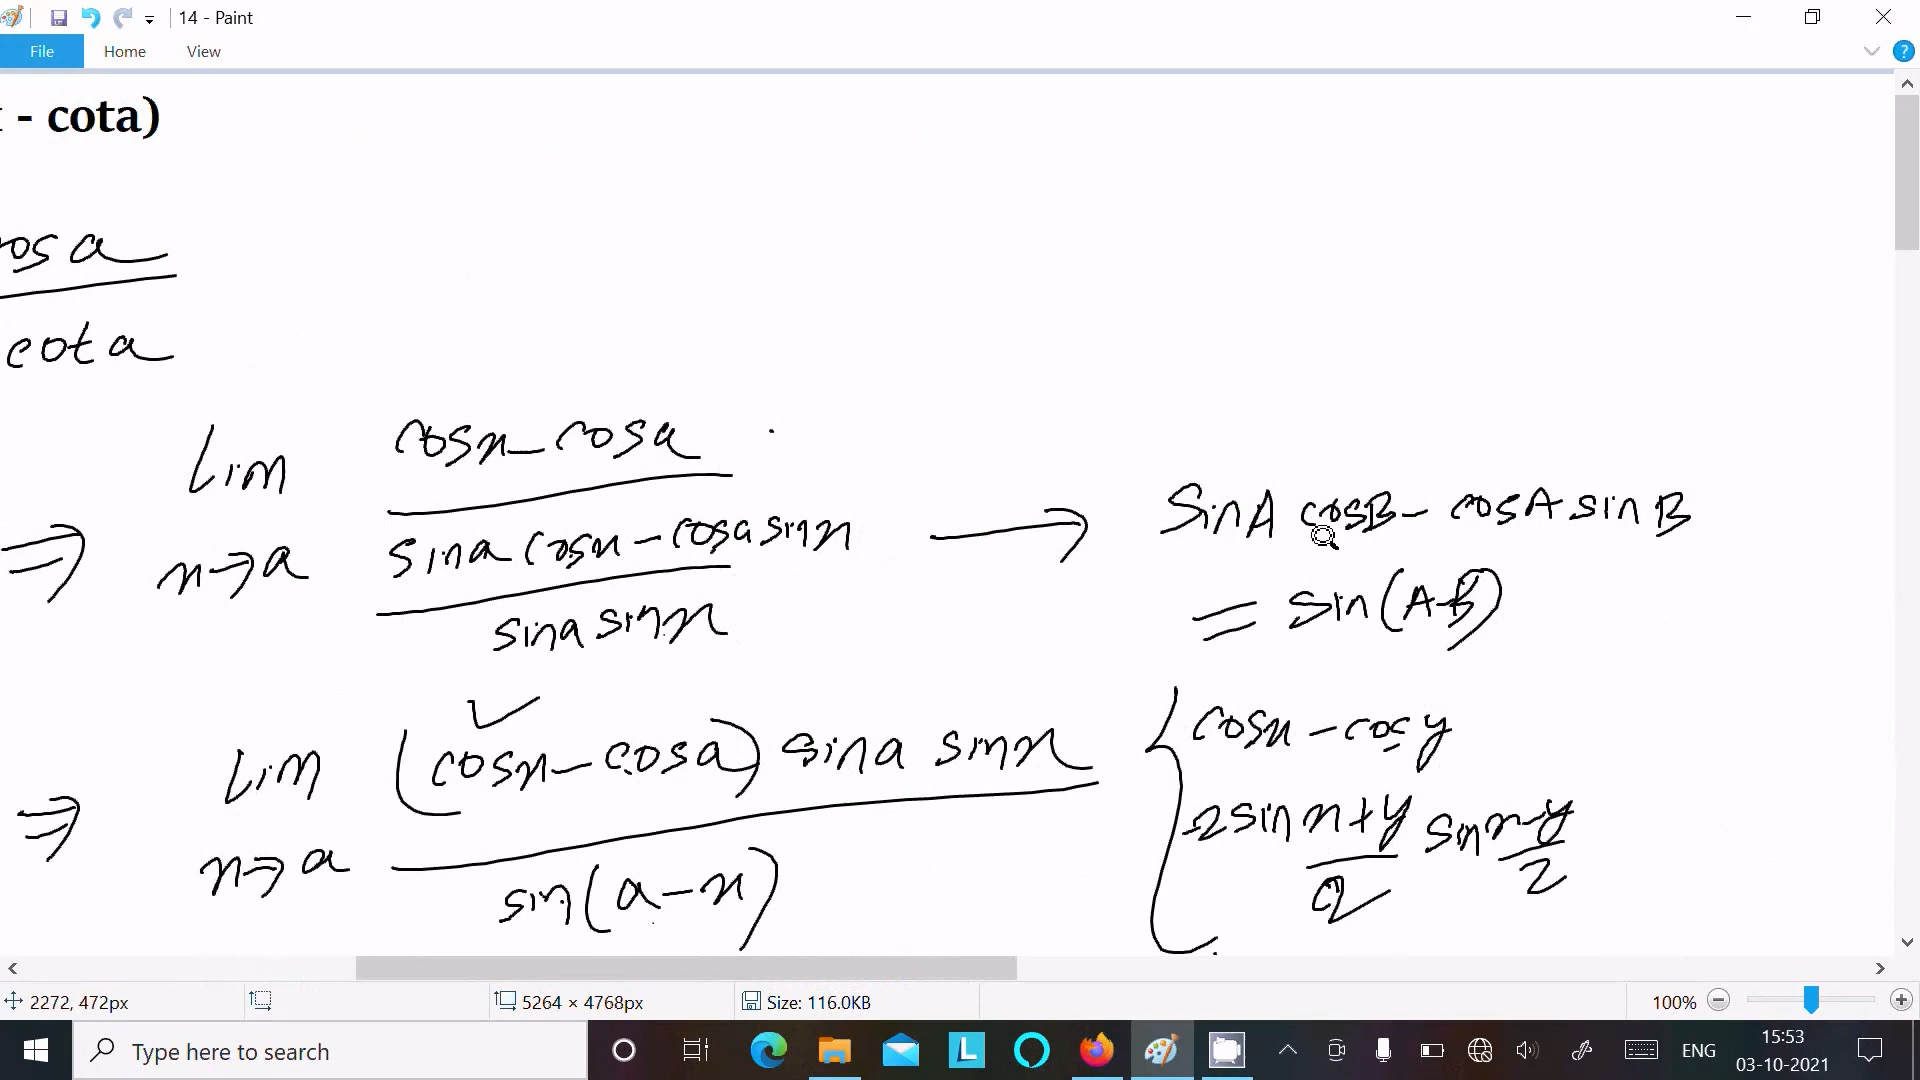 14 - Paint
File Home View
- cota)
cosa
cota
lim cosx - cosa
x→a sina cosx - cosa sinx
sina sinx
→ SinA cosB - cosA sinB
= sin(A-B)
⇒ lim (cosx - cosa) sina sinx
x→a sin(a-x)
cosx - cosy
-2sin x+y/2 sin x-y/2
2272, 472px 5264 × 4768px Size: 116.0KB 100%
Type here to search ENG 15:53
03-10-2021